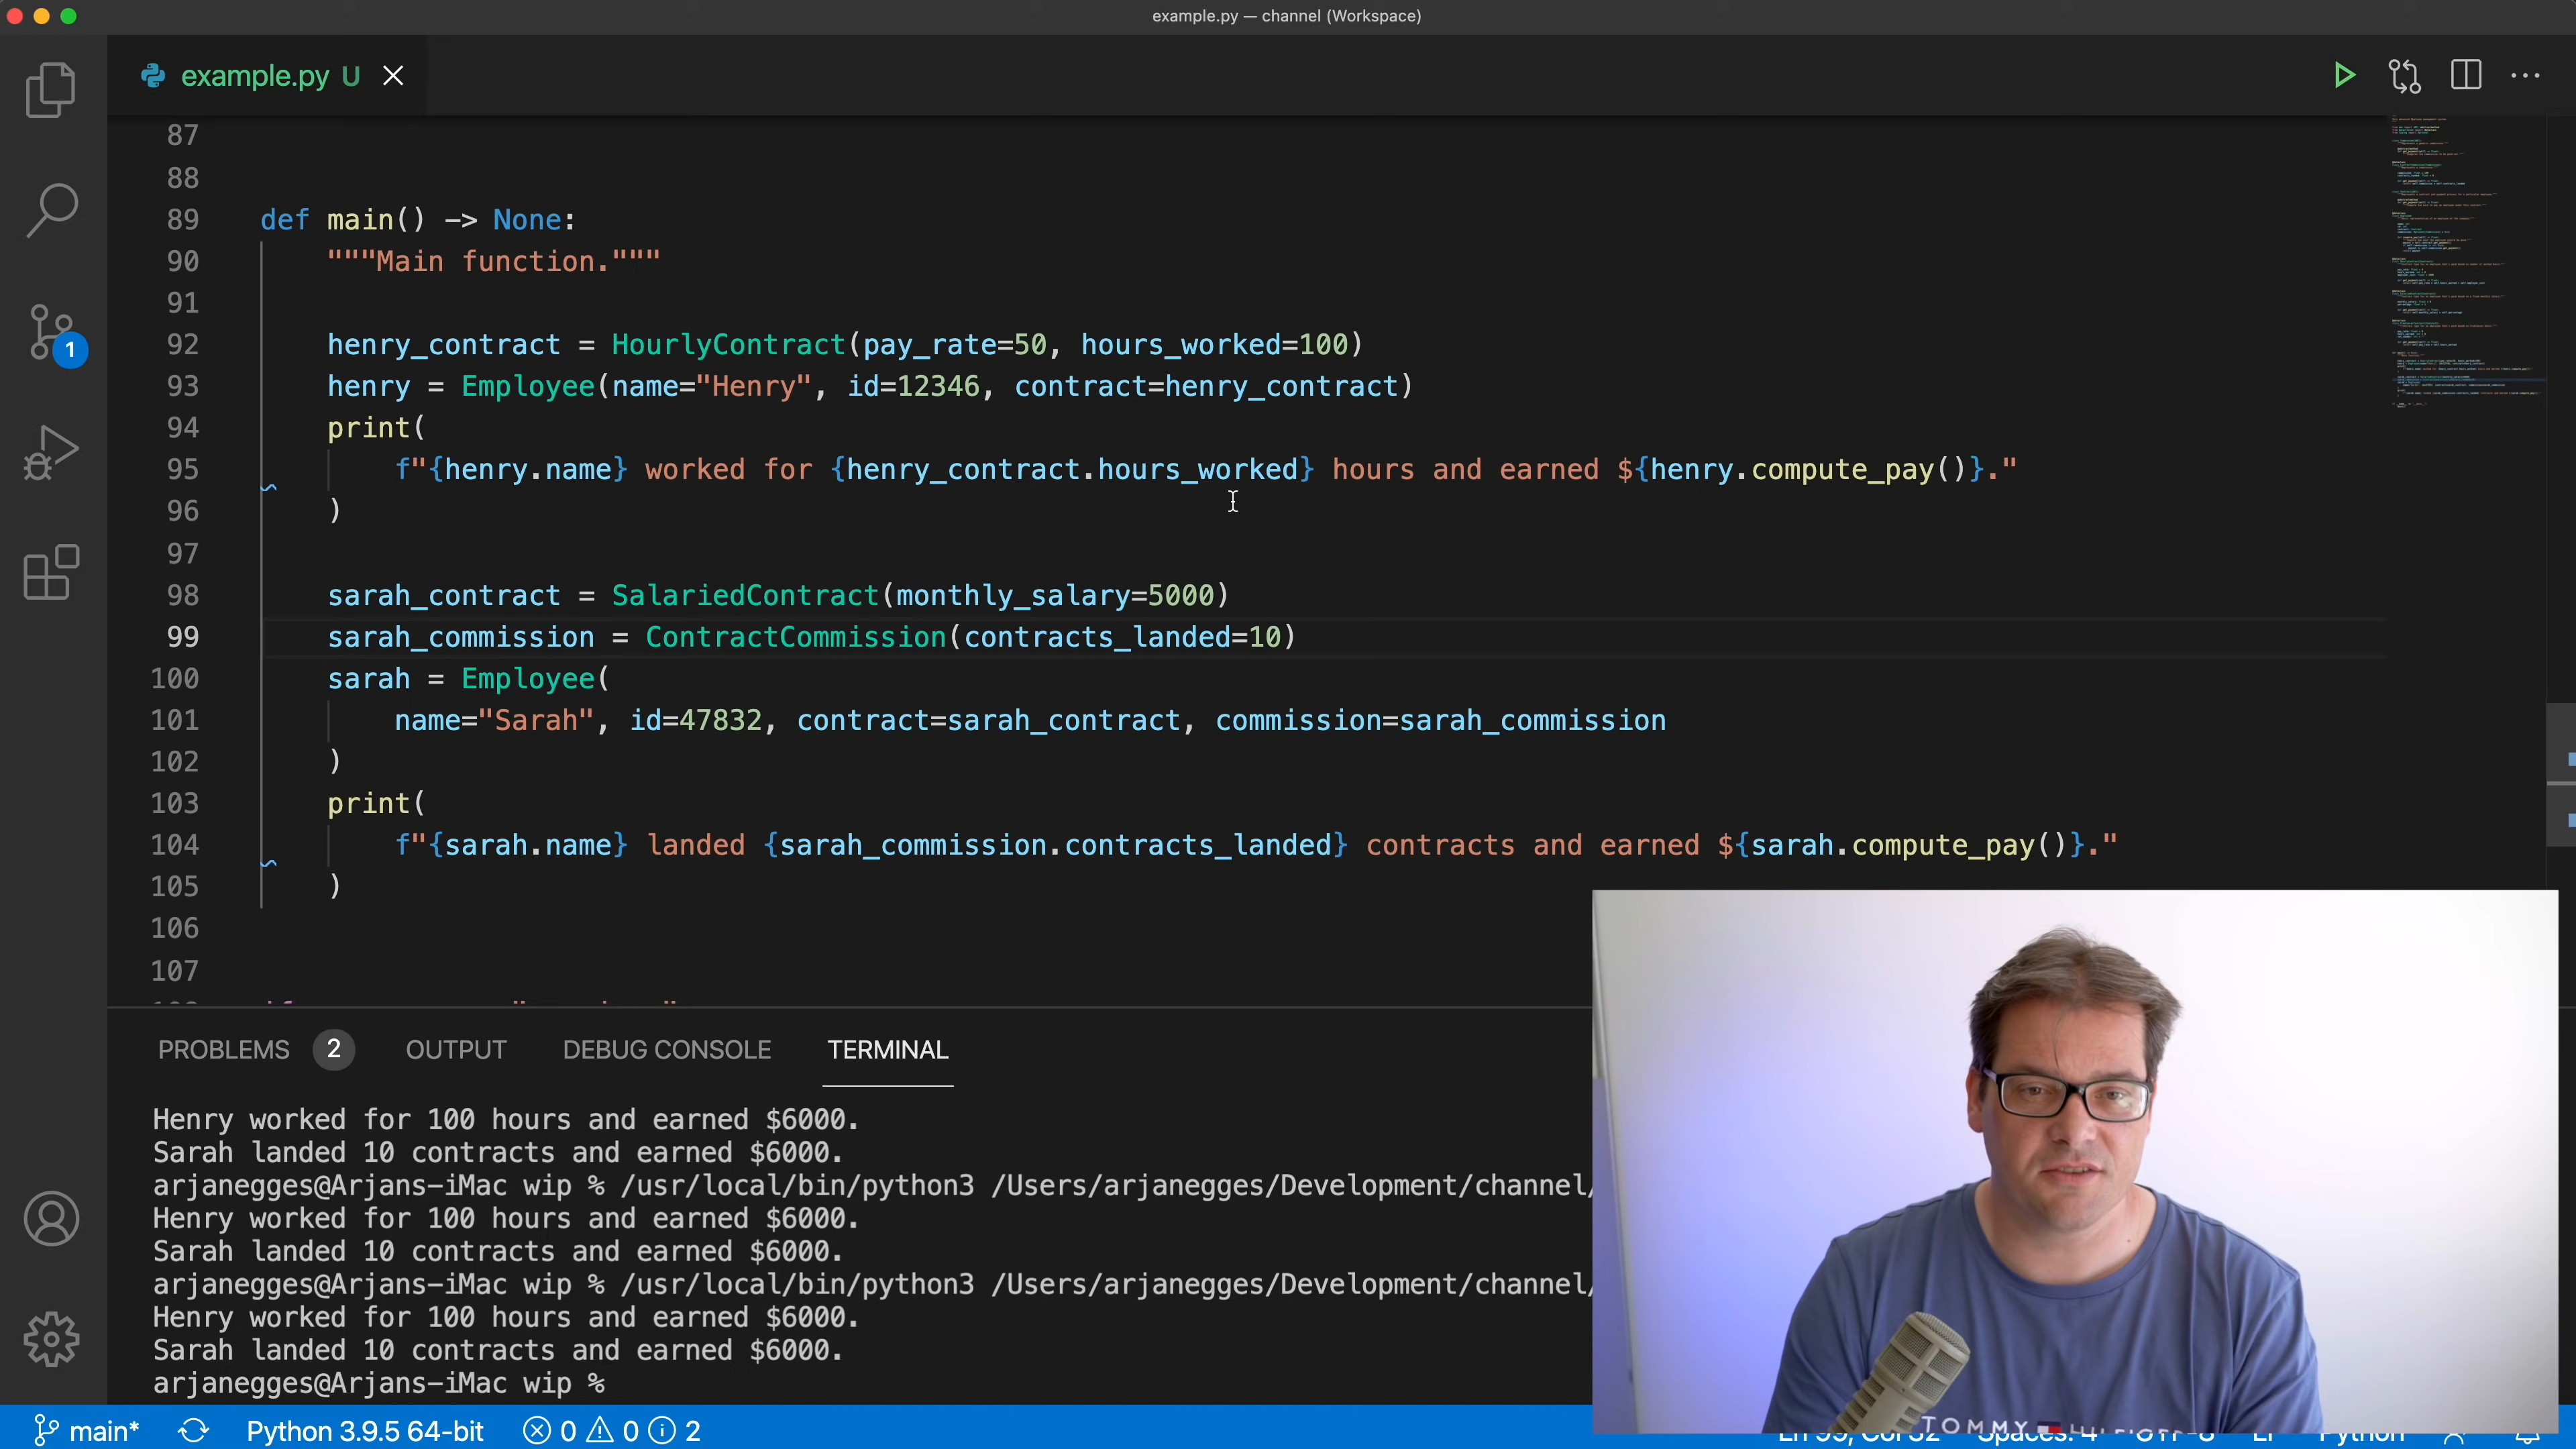 example.py — channel (Workspace)
example.py U
87
88
89 def main() -> None:
90 """Main function."""
91
92 henry_contract = HourlyContract(pay_rate=50, hours_worked=100)
93 henry = Employee(name="Henry", id=12346, contract=henry_contract)
94 print(
95 f"{henry.name} worked for {henry_contract.hours_worked} hours and earned ${henry.compute_pay()}."
96 )
97
98 sarah_contract = SalariedContract(monthly_salary=5000)
99 sarah_commission = ContractCommission(contracts_landed=10)
100 sarah = Employee(
101 name="Sarah", id=47832, contract=sarah_contract, commission=sarah_commission
102 )
103 print(
104 f"{sarah.name} landed {sarah_commission.contracts_landed} contracts and earned ${sarah.compute_pay()}."
105 )
106
107
1
PROBLEMS 2 OUTPUT DEBUG CONSOLE TERMINAL
Henry worked for 100 hours and earned $6000.
Sarah landed 10 contracts and earned $6000.
arjanegges@Arjans-iMac wip % /usr/local/bin/python3 /Users/arjanegges/Development/channel/
Henry worked for 100 hours and earned $6000.
Sarah landed 10 contracts and earned $6000.
arjanegges@Arjans-iMac wip % /usr/local/bin/python3 /Users/arjanegges/Development/channel/
Henry worked for 100 hours and earned $6000.
Sarah landed 10 contracts and earned $6000.
arjanegges@Arjans-iMac wip %
TOMMY
main* Python 3.9.5 64-bit 0 0 2